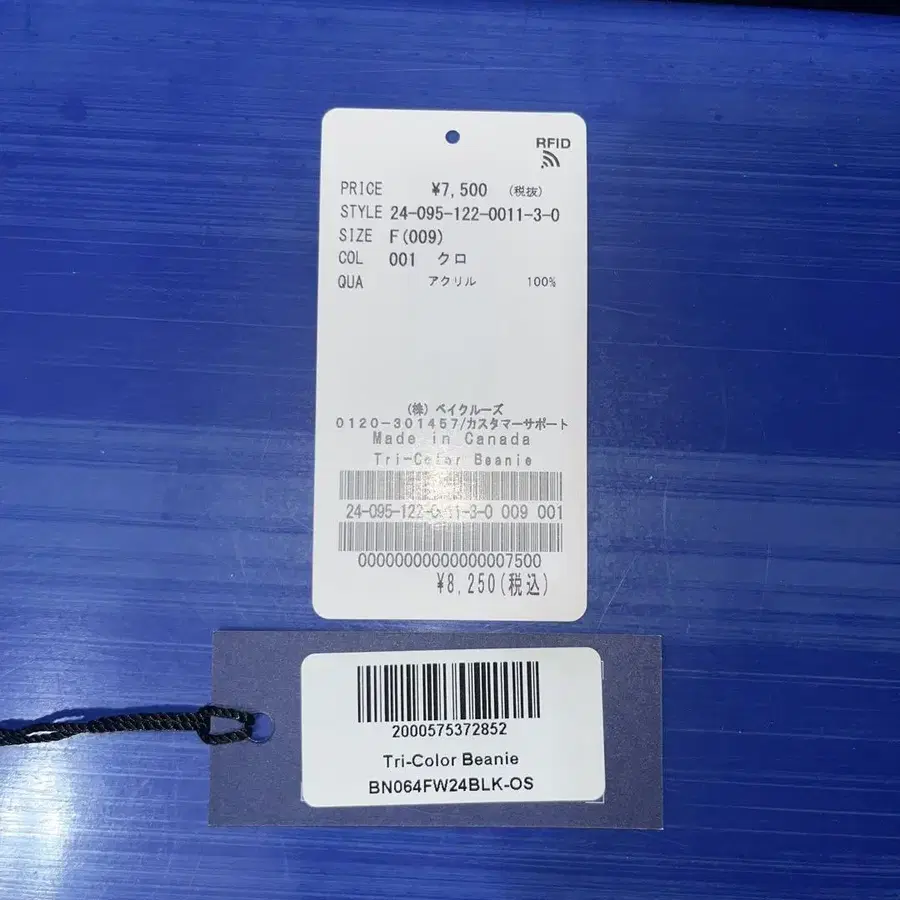 RFID
PRICE ¥7,500 (税抜)
STYLE 24-095-122-0011-3-0
SIZE F(009)
COL 001 クロ
QUA アクリル 100%
(株) ベイクルーズ
0120-301457/カスタマーサポート
Made in Canada
Tri-Color Beanie
24-095-122-0011-3-0 009 001
00000000000000007500
¥8,250(税込)
2000575372852
Tri-Color Beanie
BN064FW24BLK-OS